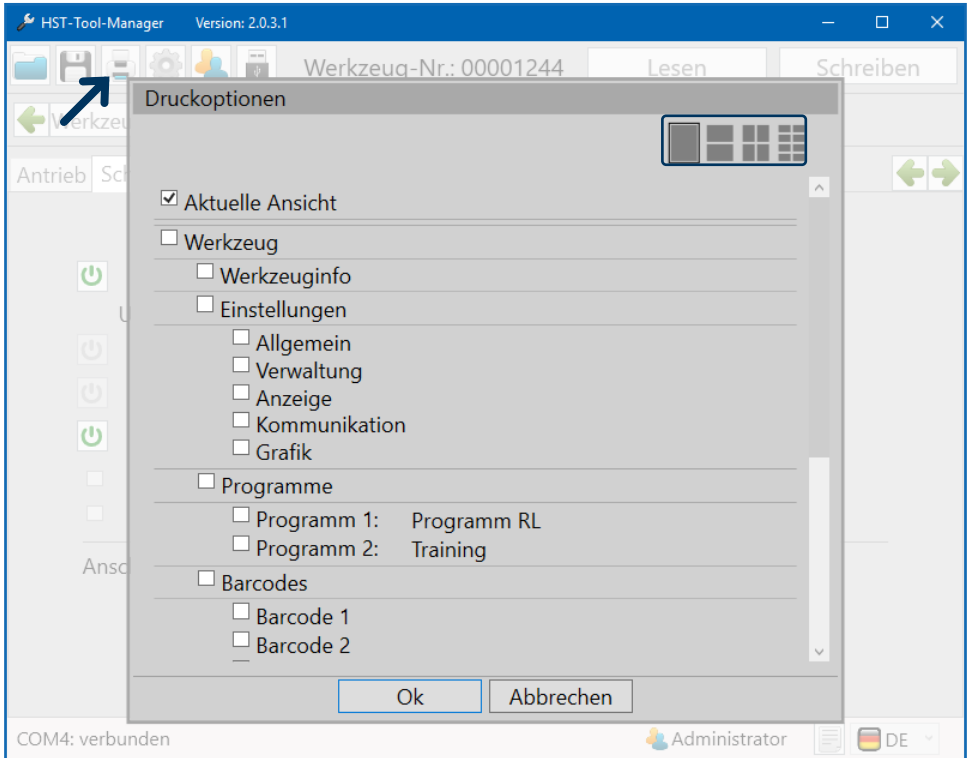 HST-Tool-Manager Version: 2.0.3.1
Werkzeug-Nr.: 00001244 Lesen Schreiben
Druckoptionen
Antrieb
Aktuelle Ansicht
Werkzeug
Werkzeuginfo
Einstellungen
Allgemein
Verwaltung
Anzeige
Kommunikation
Grafik
Programme
Programm 1: Programm RL
Programm 2: Training
Barcodes
Barcode 1
Barcode 2
Ok Abbrechen
COM4: verbunden Administrator DE